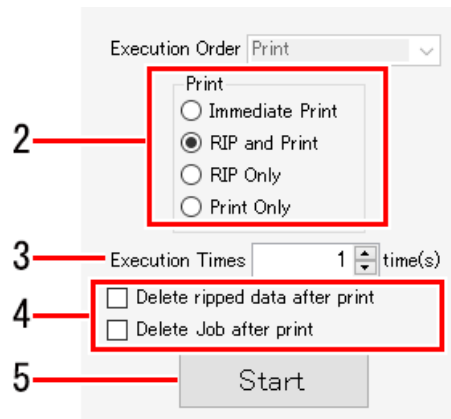 Execution Order Print
Print
Immediate Print
2
RIP and Print
RIP Only
Print Only
3 Execution Times 1 time(s)
Delete ripped data after print
4
Delete Job after print
5 Start